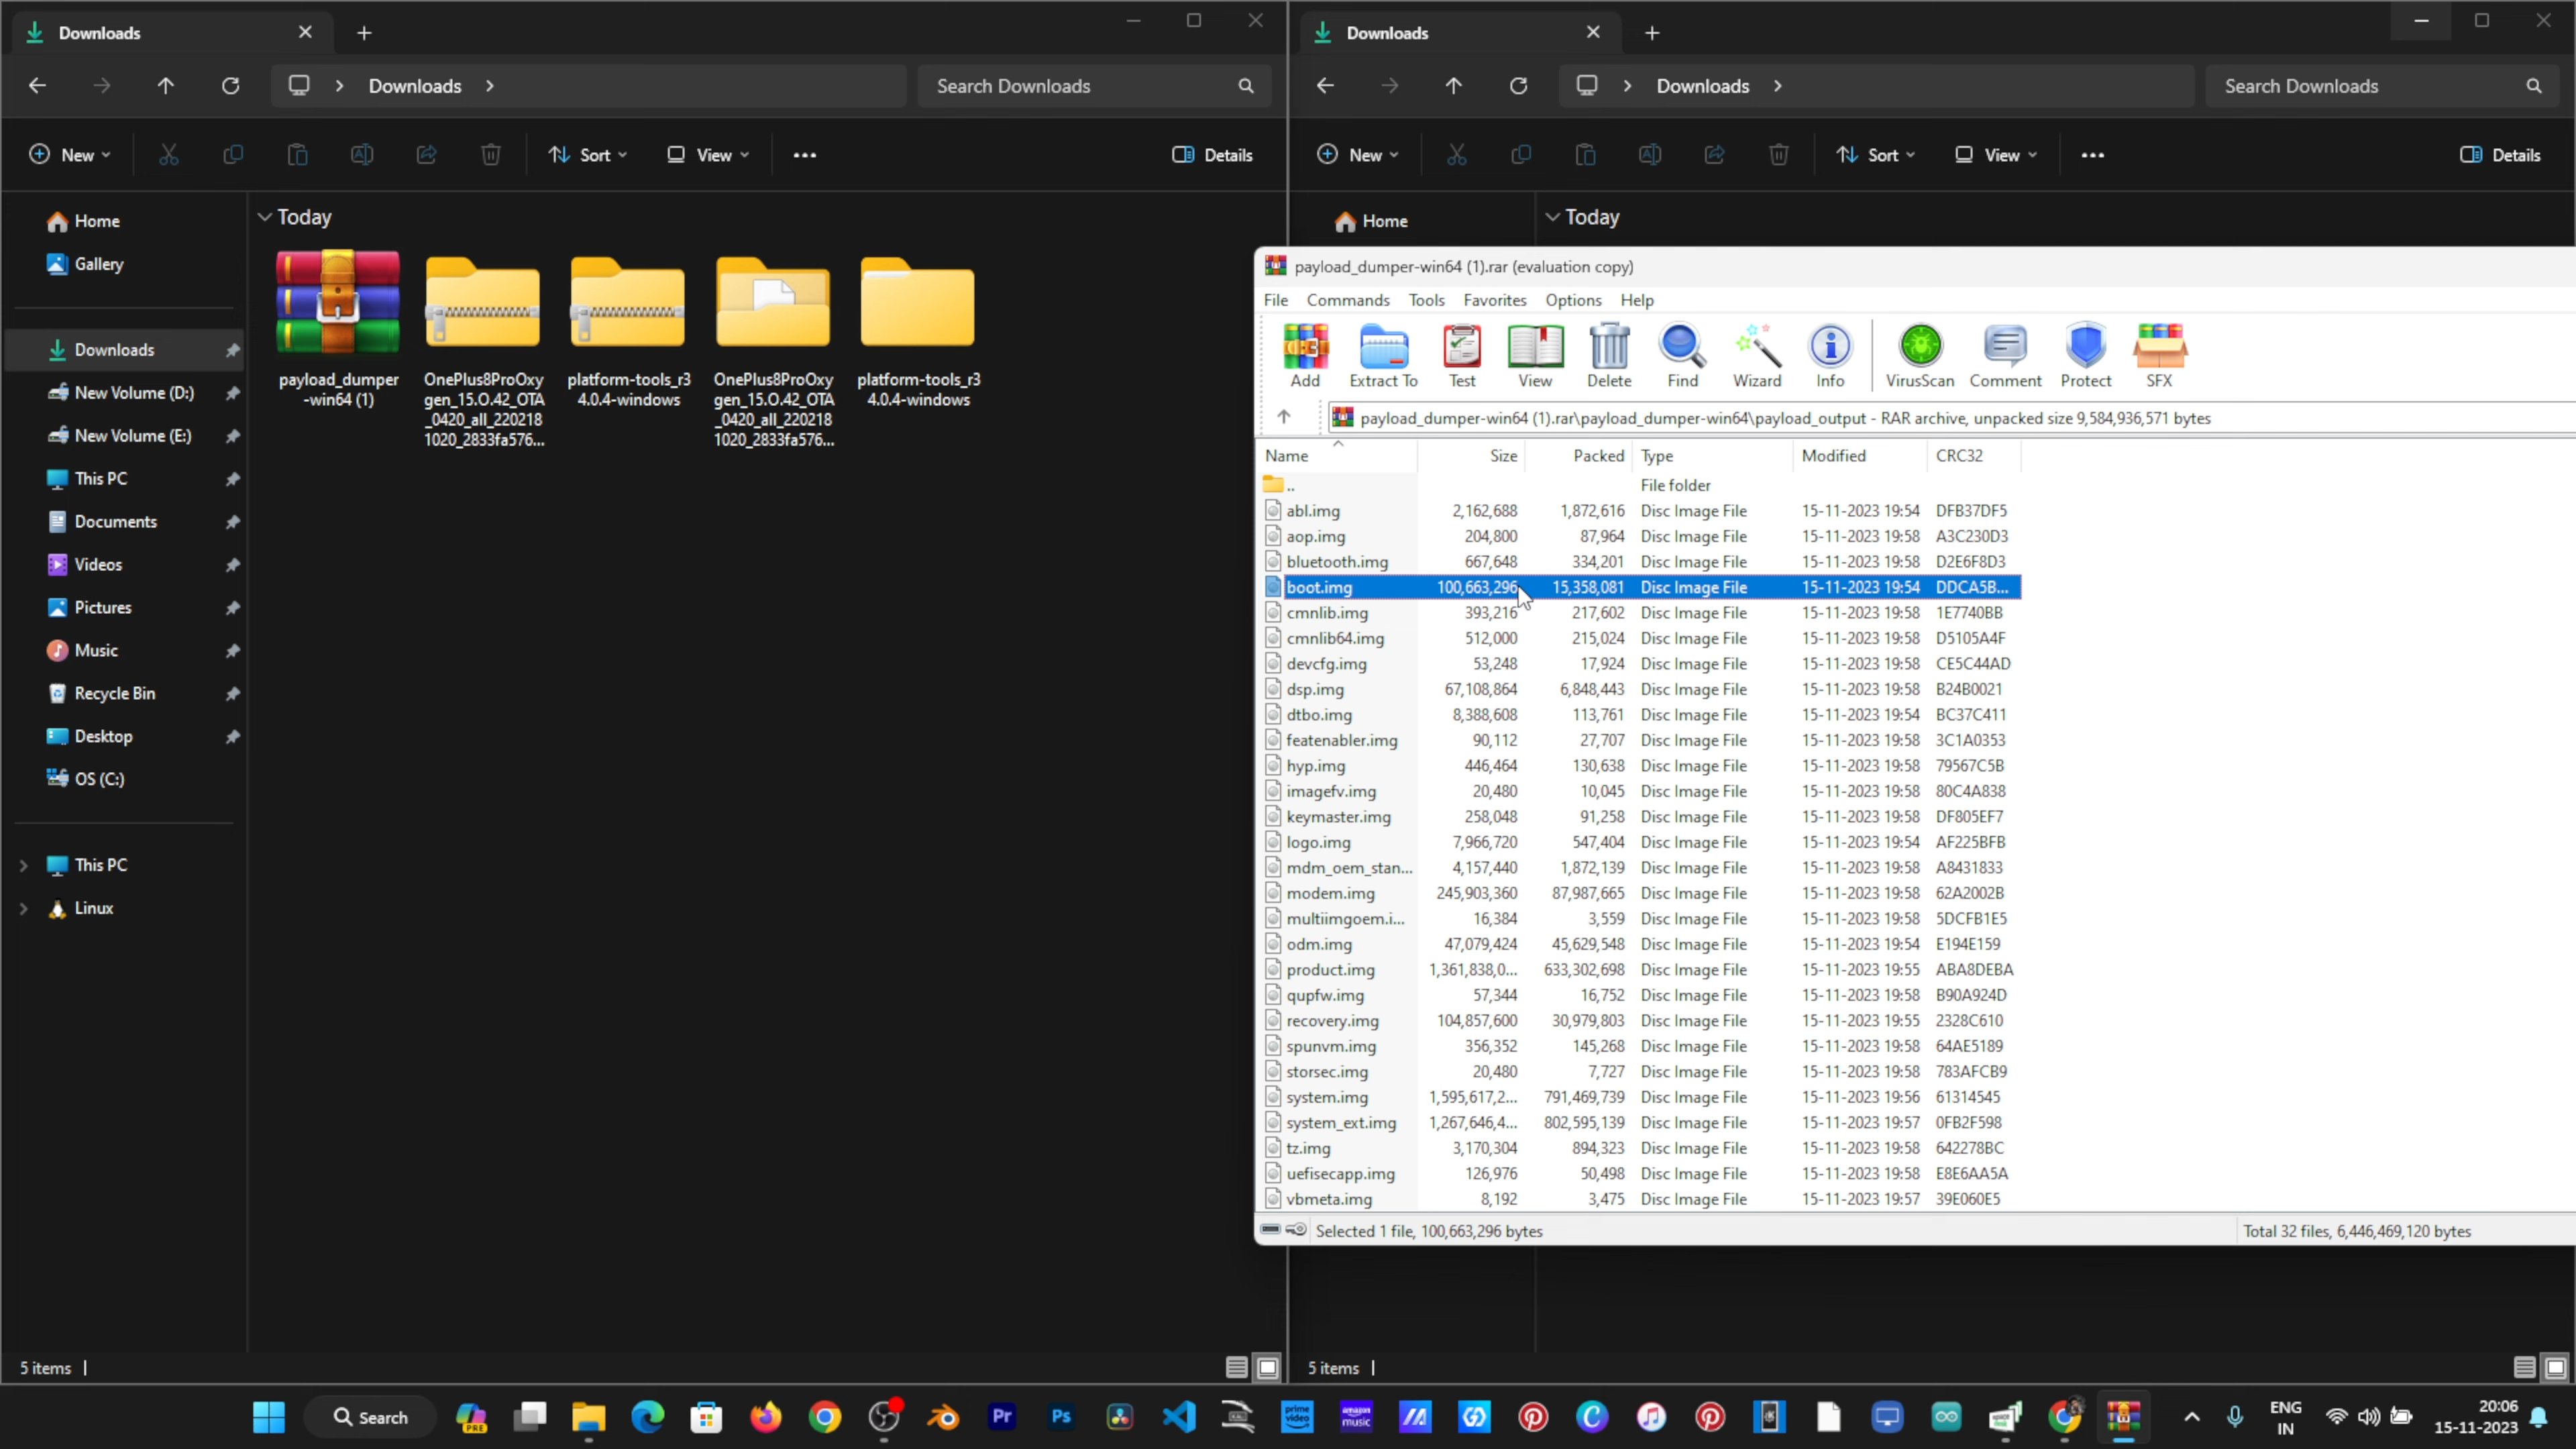 Downloads
Downloads
Search Downloads
New
Sort
View
Details
Home
Gallery
Downloads
New Volume (D:)
New Volume (E:)
This PC
Documents
Videos
Pictures
Music
Recycle Bin
Desktop
OS (C:)
This PC
Linux
Today
payload_dumper
-win64 (1)
OnePlus8ProOxy
gen_15.O.42_OTA
_0420_all_220218
1020_2833fa576...
platform-tools_r3
4.0.4-windows
OnePlus8ProOxy
gen_15.O.42_OTA
_0420_all_220218
1020_2833fa576...
platform-tools_r3
4.0.4-windows
5 items
Downloads
Downloads
Search Downloads
New
Sort
View
Details
Home
Today
payload_dumper-win64 (1).rar (evaluation copy)
File Commands Tools Favorites Options Help
Add Extract To Test View Delete Find Wizard Info VirusScan Comment Protect SFX
payload_dumper-win64 (1).rar\payload_dumper-win64\payload_output - RAR archive, unpacked size 9,584,936,571 bytes
Name Size Packed Type Modified CRC32
.. File folder
abl.img 2,162,688 1,872,616 Disc Image File 15-11-2023 19:54 DFB37DF5
aop.img 204,800 87,964 Disc Image File 15-11-2023 19:58 A3C230D3
bluetooth.img 667,648 334,201 Disc Image File 15-11-2023 19:58 D2E6F8D3
boot.img 100,663,296 15,358,081 Disc Image File 15-11-2023 19:54 DDCA5B...
cmnlib.img 393,216 217,602 Disc Image File 15-11-2023 19:58 1E7740BB
cmnlib64.img 512,000 215,024 Disc Image File 15-11-2023 19:58 D5105A4F
devcfg.img 53,248 17,924 Disc Image File 15-11-2023 19:58 CE5C44AD
dsp.img 67,108,864 6,848,443 Disc Image File 15-11-2023 19:58 B24B0021
dtbo.img 8,388,608 113,761 Disc Image File 15-11-2023 19:54 BC37C411
featenabler.img 90,112 27,707 Disc Image File 15-11-2023 19:58 3C1A0353
hyp.img 446,464 130,638 Disc Image File 15-11-2023 19:58 79567C5B
imagefv.img 20,480 10,045 Disc Image File 15-11-2023 19:58 80C4A838
keymaster.img 258,048 91,258 Disc Image File 15-11-2023 19:58 DF805EF7
logo.img 7,966,720 547,404 Disc Image File 15-11-2023 19:54 AF225BFB
mdm_oem_stan... 4,157,440 1,872,139 Disc Image File 15-11-2023 19:58 A8431833
modem.img 245,903,360 87,987,665 Disc Image File 15-11-2023 19:58 62A2002B
multiimgoem.i... 16,384 3,559 Disc Image File 15-11-2023 19:58 5DCFB1E5
odm.img 47,079,424 45,629,548 Disc Image File 15-11-2023 19:54 E194E159
product.img 1,361,838,0... 633,302,698 Disc Image File 15-11-2023 19:55 ABA8DEBA
qupfw.img 57,344 16,752 Disc Image File 15-11-2023 19:58 B90A924D
recovery.img 104,857,600 30,979,803 Disc Image File 15-11-2023 19:55 2328C610
spunvm.img 356,352 145,268 Disc Image File 15-11-2023 19:58 64AE5189
storsec.img 20,480 7,727 Disc Image File 15-11-2023 19:58 783AFCB9
system.img 1,595,617,2... 791,469,739 Disc Image File 15-11-2023 19:56 61314545
system_ext.img 1,267,646,4... 802,595,139 Disc Image File 15-11-2023 19:57 0FB2F598
tz.img 3,170,304 894,323 Disc Image File 15-11-2023 19:58 642278BC
uefisecapp.img 126,976 50,498 Disc Image File 15-11-2023 19:58 E8E6AA5A
vbmeta.img 8,192 3,475 Disc Image File 15-11-2023 19:57 39E060E5
Selected 1 file, 100,663,296 bytes
Total 32 files, 6,446,469,120 bytes
5 items
Search
PRE
Pr
Ps
prime video
amazon music
ENG
IN
20:06
15-11-2023